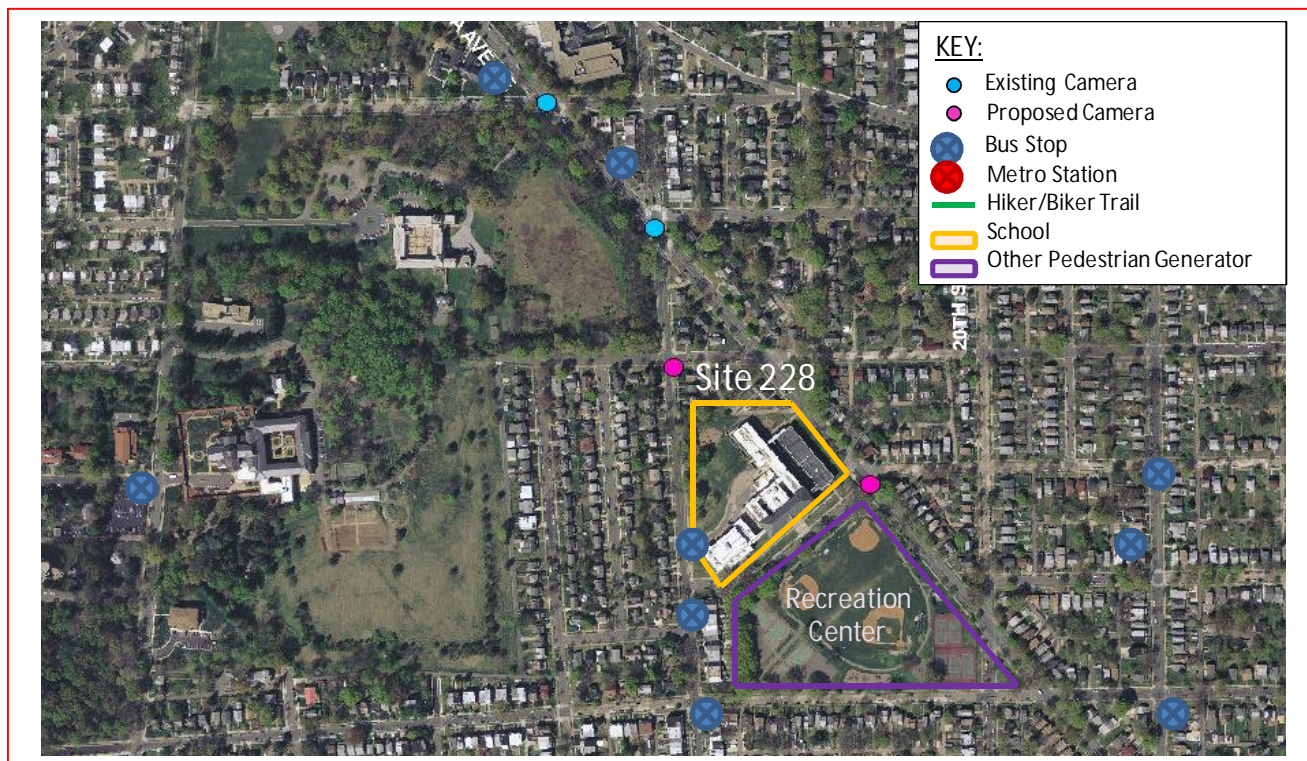 KEY:
Existing Camera
Proposed Camera
Bus Stop
Metro Station
Hiker/Biker Trail
School
Other Pedestrian Generator
20TH S
Site 228
Recreation
Center